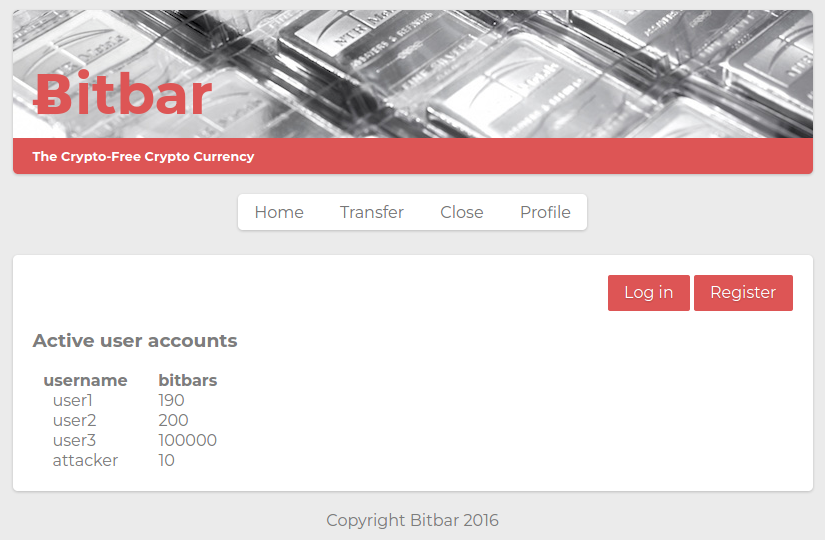 Ƀitbar
The Crypto-Free Crypto Currency
Home Transfer Close Profile
Log in Register
Active user accounts
username bitbars
user1 190
user2 200
user3 100000
attacker 10
Copyright Bitbar 2016